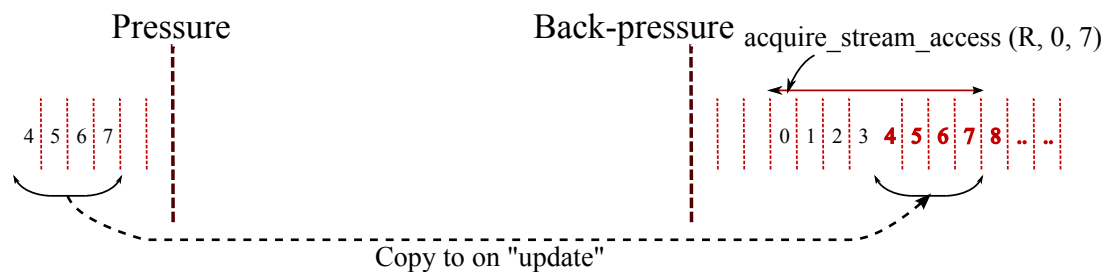 Pressure
Back-pressure
acquire_stream_access (R, 0, 7)
4 5 6 7
0 1 2 3 4 5 6 7 8 .. ..
Copy to on "update"